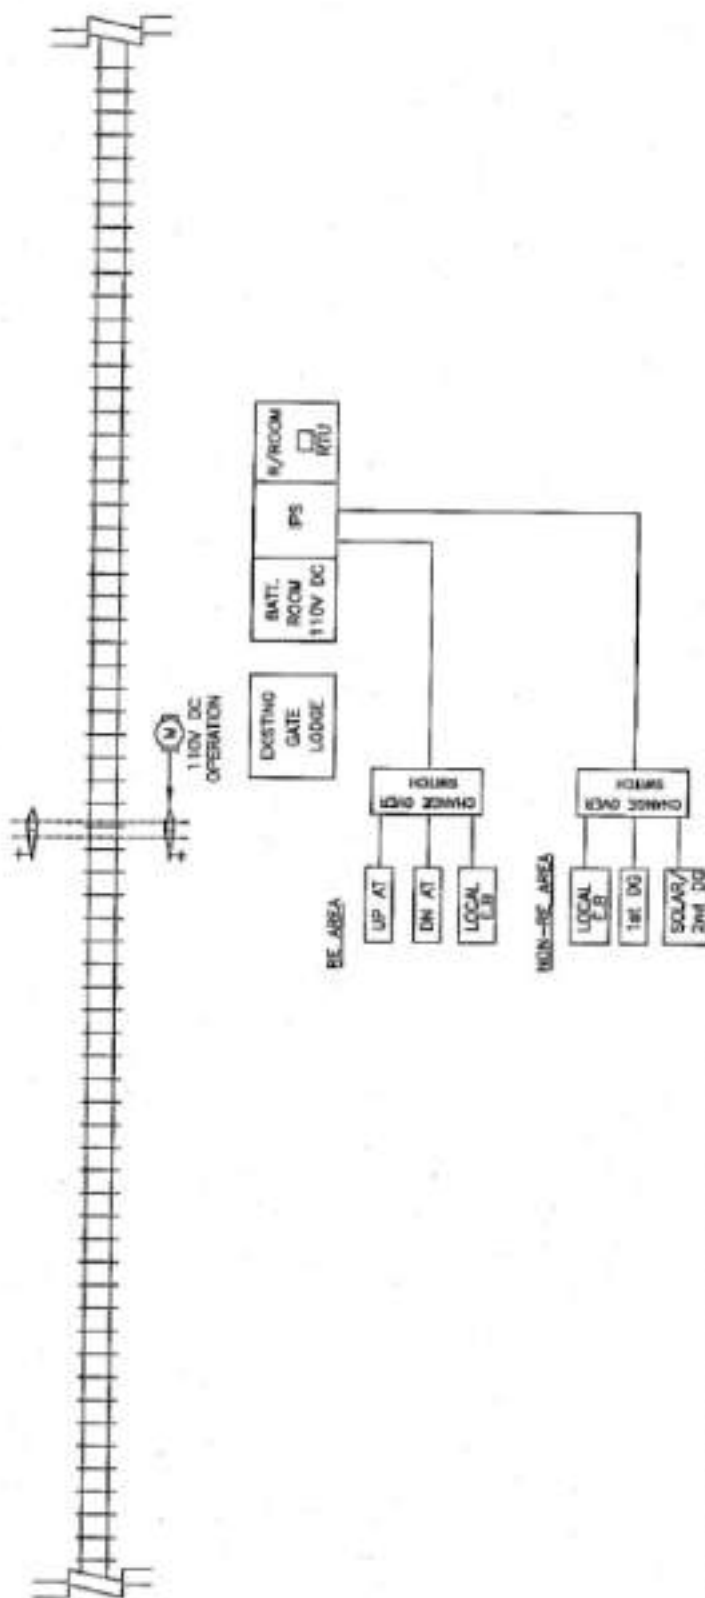 M
110V DC
OPERATION
EXISTING
GATE
LODGE
BATT.
ROOM
110V DC
IPS
R/ROOM
RTU
RE AREA
UP AT
DN AT
LOCAL
CHANGE OVER
SWITCH
NON-RE AREA
LOCAL
1st DG
SOLAR/
2nd DG
CHANGE OVER
SWITCH